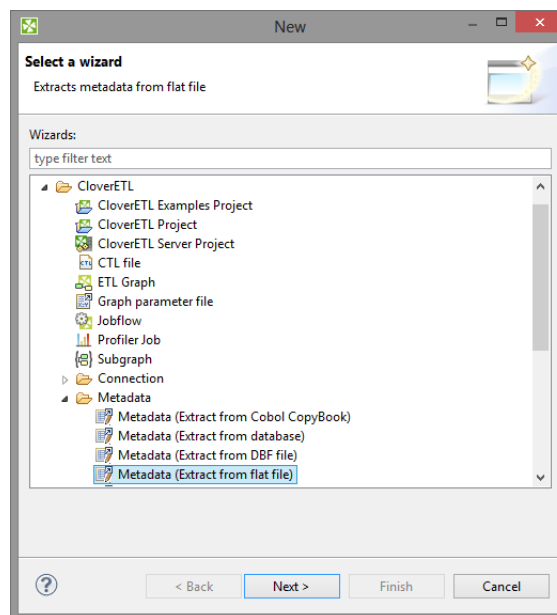 New
Select a wizard
Extracts metadata from flat file
Wizards:
type filter text
CloverETL
CloverETL Examples Project
CloverETL Project
CloverETL Server Project
CTL file
ETL Graph
Graph parameter file
Jobflow
Profiler Job
Subgraph
Connection
Metadata
Metadata (Extract from Cobol CopyBook)
Metadata (Extract from database)
Metadata (Extract from DBF file)
Metadata (Extract from flat file)
< Back Next > Finish Cancel